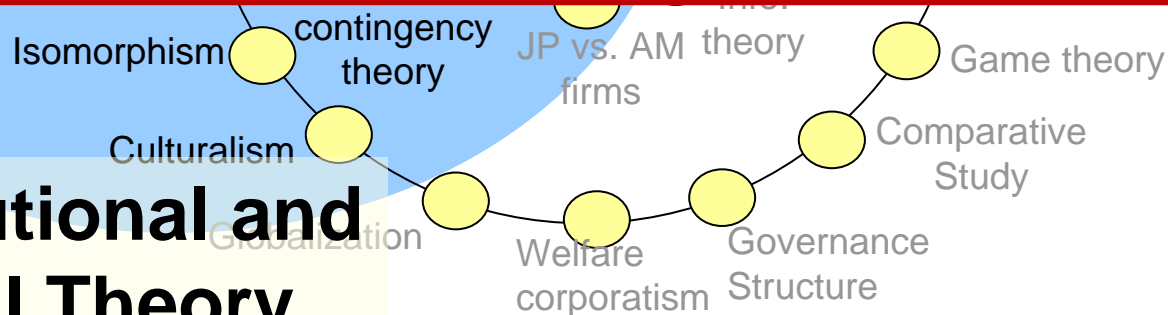 contingency
theory
Isomorphism
JP vs. AM
firms
theory
Game theory
Culturalism
Comparative
Study
utional and
Globalization
Welfare
corporatism
Governance
Structure
l Theory